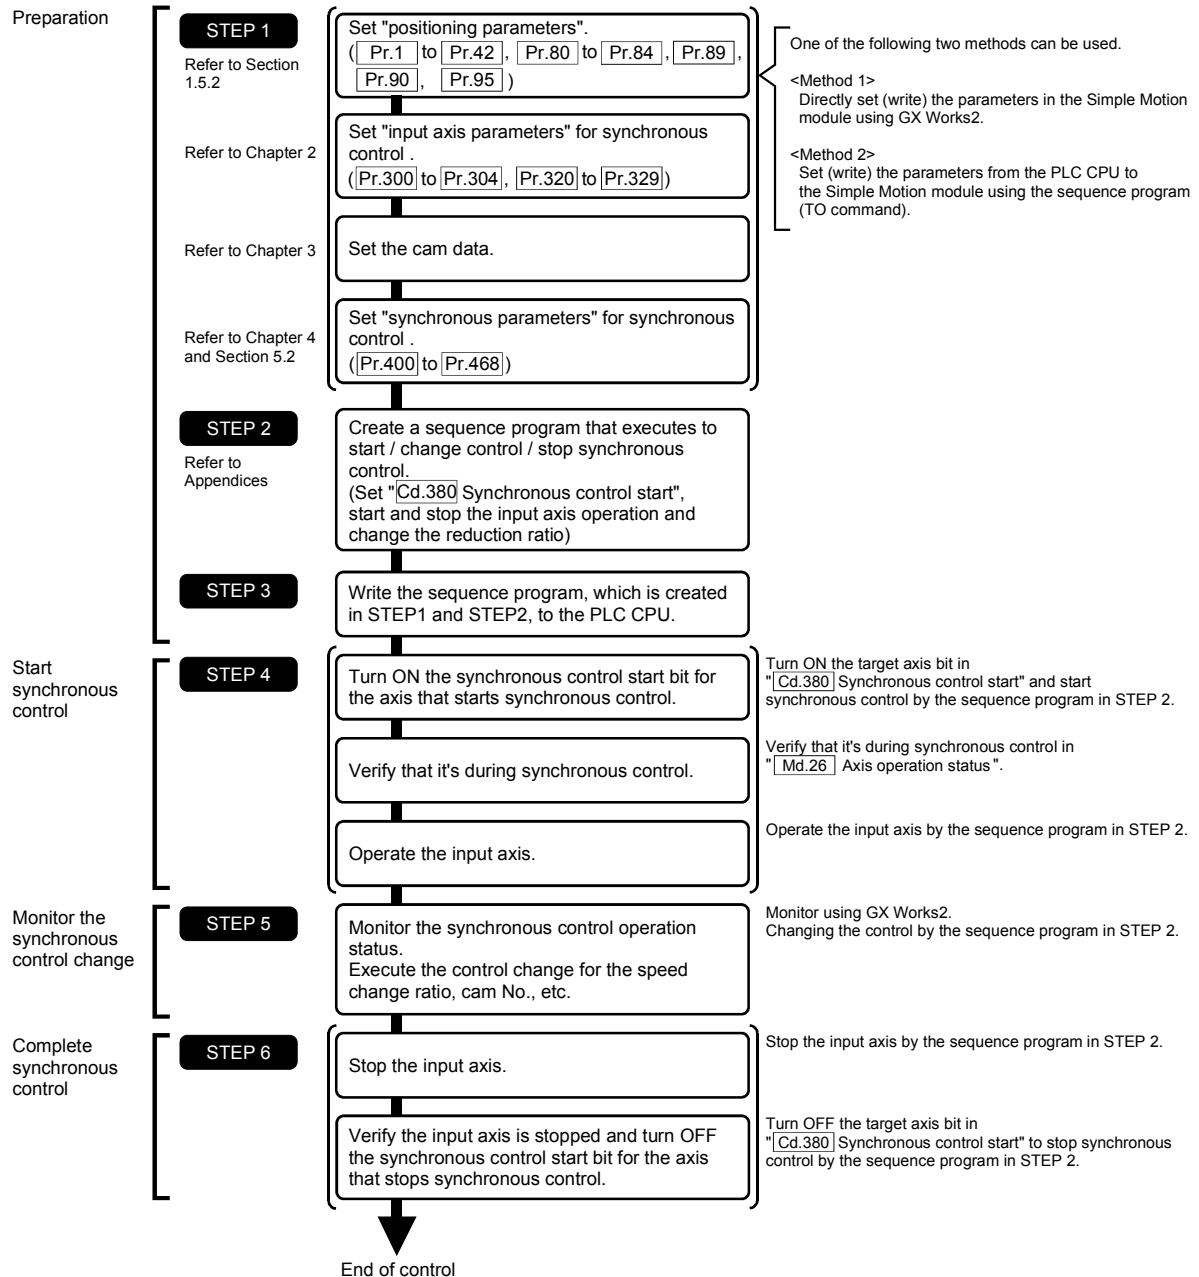 Preparation
STEP 1
Refer to Section
1.5.2
Set "positioning parameters".
( Pr.1 to Pr.42 , Pr.80 to Pr.84 , Pr.89 ,
Pr.90 , Pr.95 )
One of the following two methods can be used.
<Method 1>
Directly set (write) the parameters in the Simple Motion
module using GX Works2.
<Method 2>
Set (write) the parameters from the PLC CPU to
the Simple Motion module using the sequence program
(TO command).
Refer to Chapter 2
Set "input axis parameters" for synchronous
control .
( Pr.300 to Pr.304 , Pr.320 to Pr.329 )
Refer to Chapter 3
Set the cam data.
Refer to Chapter 4
and Section 5.2
Set "synchronous parameters" for synchronous
control .
( Pr.400 to Pr.468 )
STEP 2
Refer to
Appendices
Create a sequence program that executes to
start / change control / stop synchronous
control.
(Set " Cd.380 Synchronous control start",
start and stop the input axis operation and
change the reduction ratio)
STEP 3
Write the sequence program, which is created
in STEP1 and STEP2, to the PLC CPU.
Start
synchronous
control
STEP 4
Turn ON the synchronous control start bit for
the axis that starts synchronous control.
Turn ON the target axis bit in
" Cd.380 Synchronous control start" and start
synchronous control by the sequence program in STEP 2.
Verify that it's during synchronous control.
Verify that it's during synchronous control in
" Md.26 Axis operation status ".
Operate the input axis.
Operate the input axis by the sequence program in STEP 2.
Monitor the
synchronous
control change
STEP 5
Monitor the synchronous control operation
status.
Execute the control change for the speed
change ratio, cam No., etc.
Monitor using GX Works2.
Changing the control by the sequence program in STEP 2.
Complete
synchronous
control
STEP 6
Stop the input axis.
Stop the input axis by the sequence program in STEP 2.
Verify the input axis is stopped and turn OFF
the synchronous control start bit for the axis
that stops synchronous control.
Turn OFF the target axis bit in
" Cd.380 Synchronous control start" to stop synchronous
control by the sequence program in STEP 2.
End of control